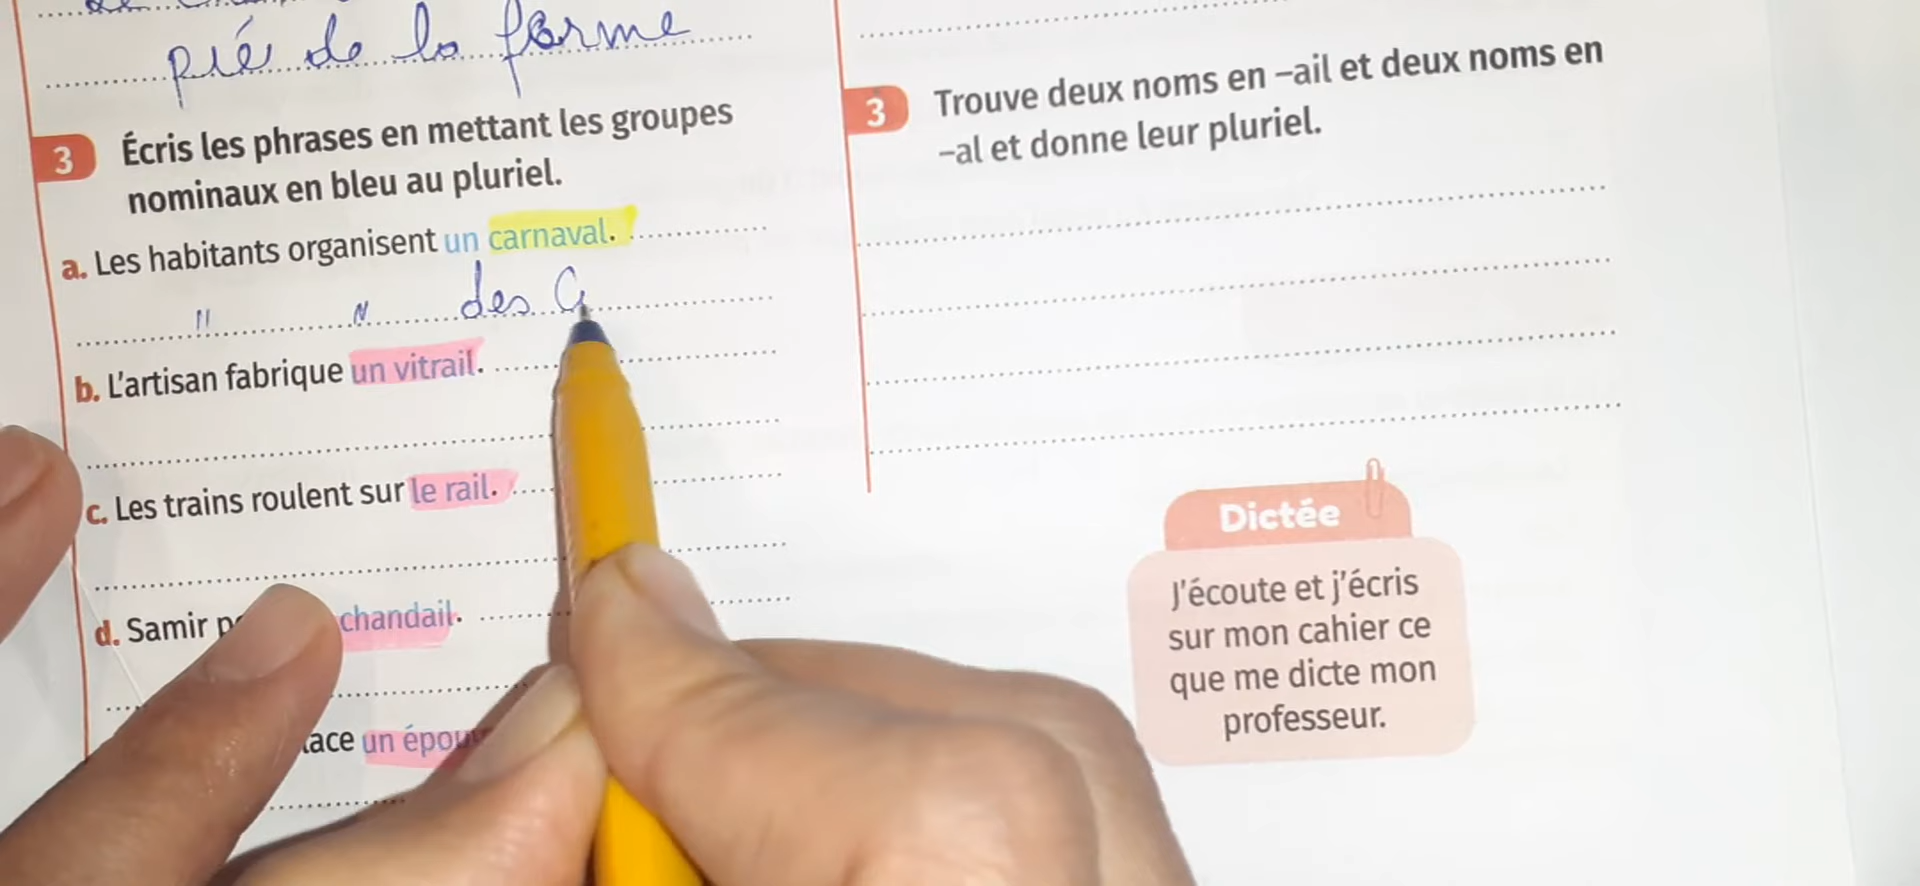 pié de la ferme
3 Écris les phrases en mettant les groupes
nominaux en bleu au pluriel.
a. Les habitants organisent un carnaval.
" " des C
b. L'artisan fabrique un vitrail.
c. Les trains roulent sur le rail.
d. Samir chandail.
lace un épou
3 Trouve deux noms en –ail et deux noms en
–al et donne leur pluriel.
Dictée
J'écoute et j'écris
sur mon cahier ce
que me dicte mon
professeur.